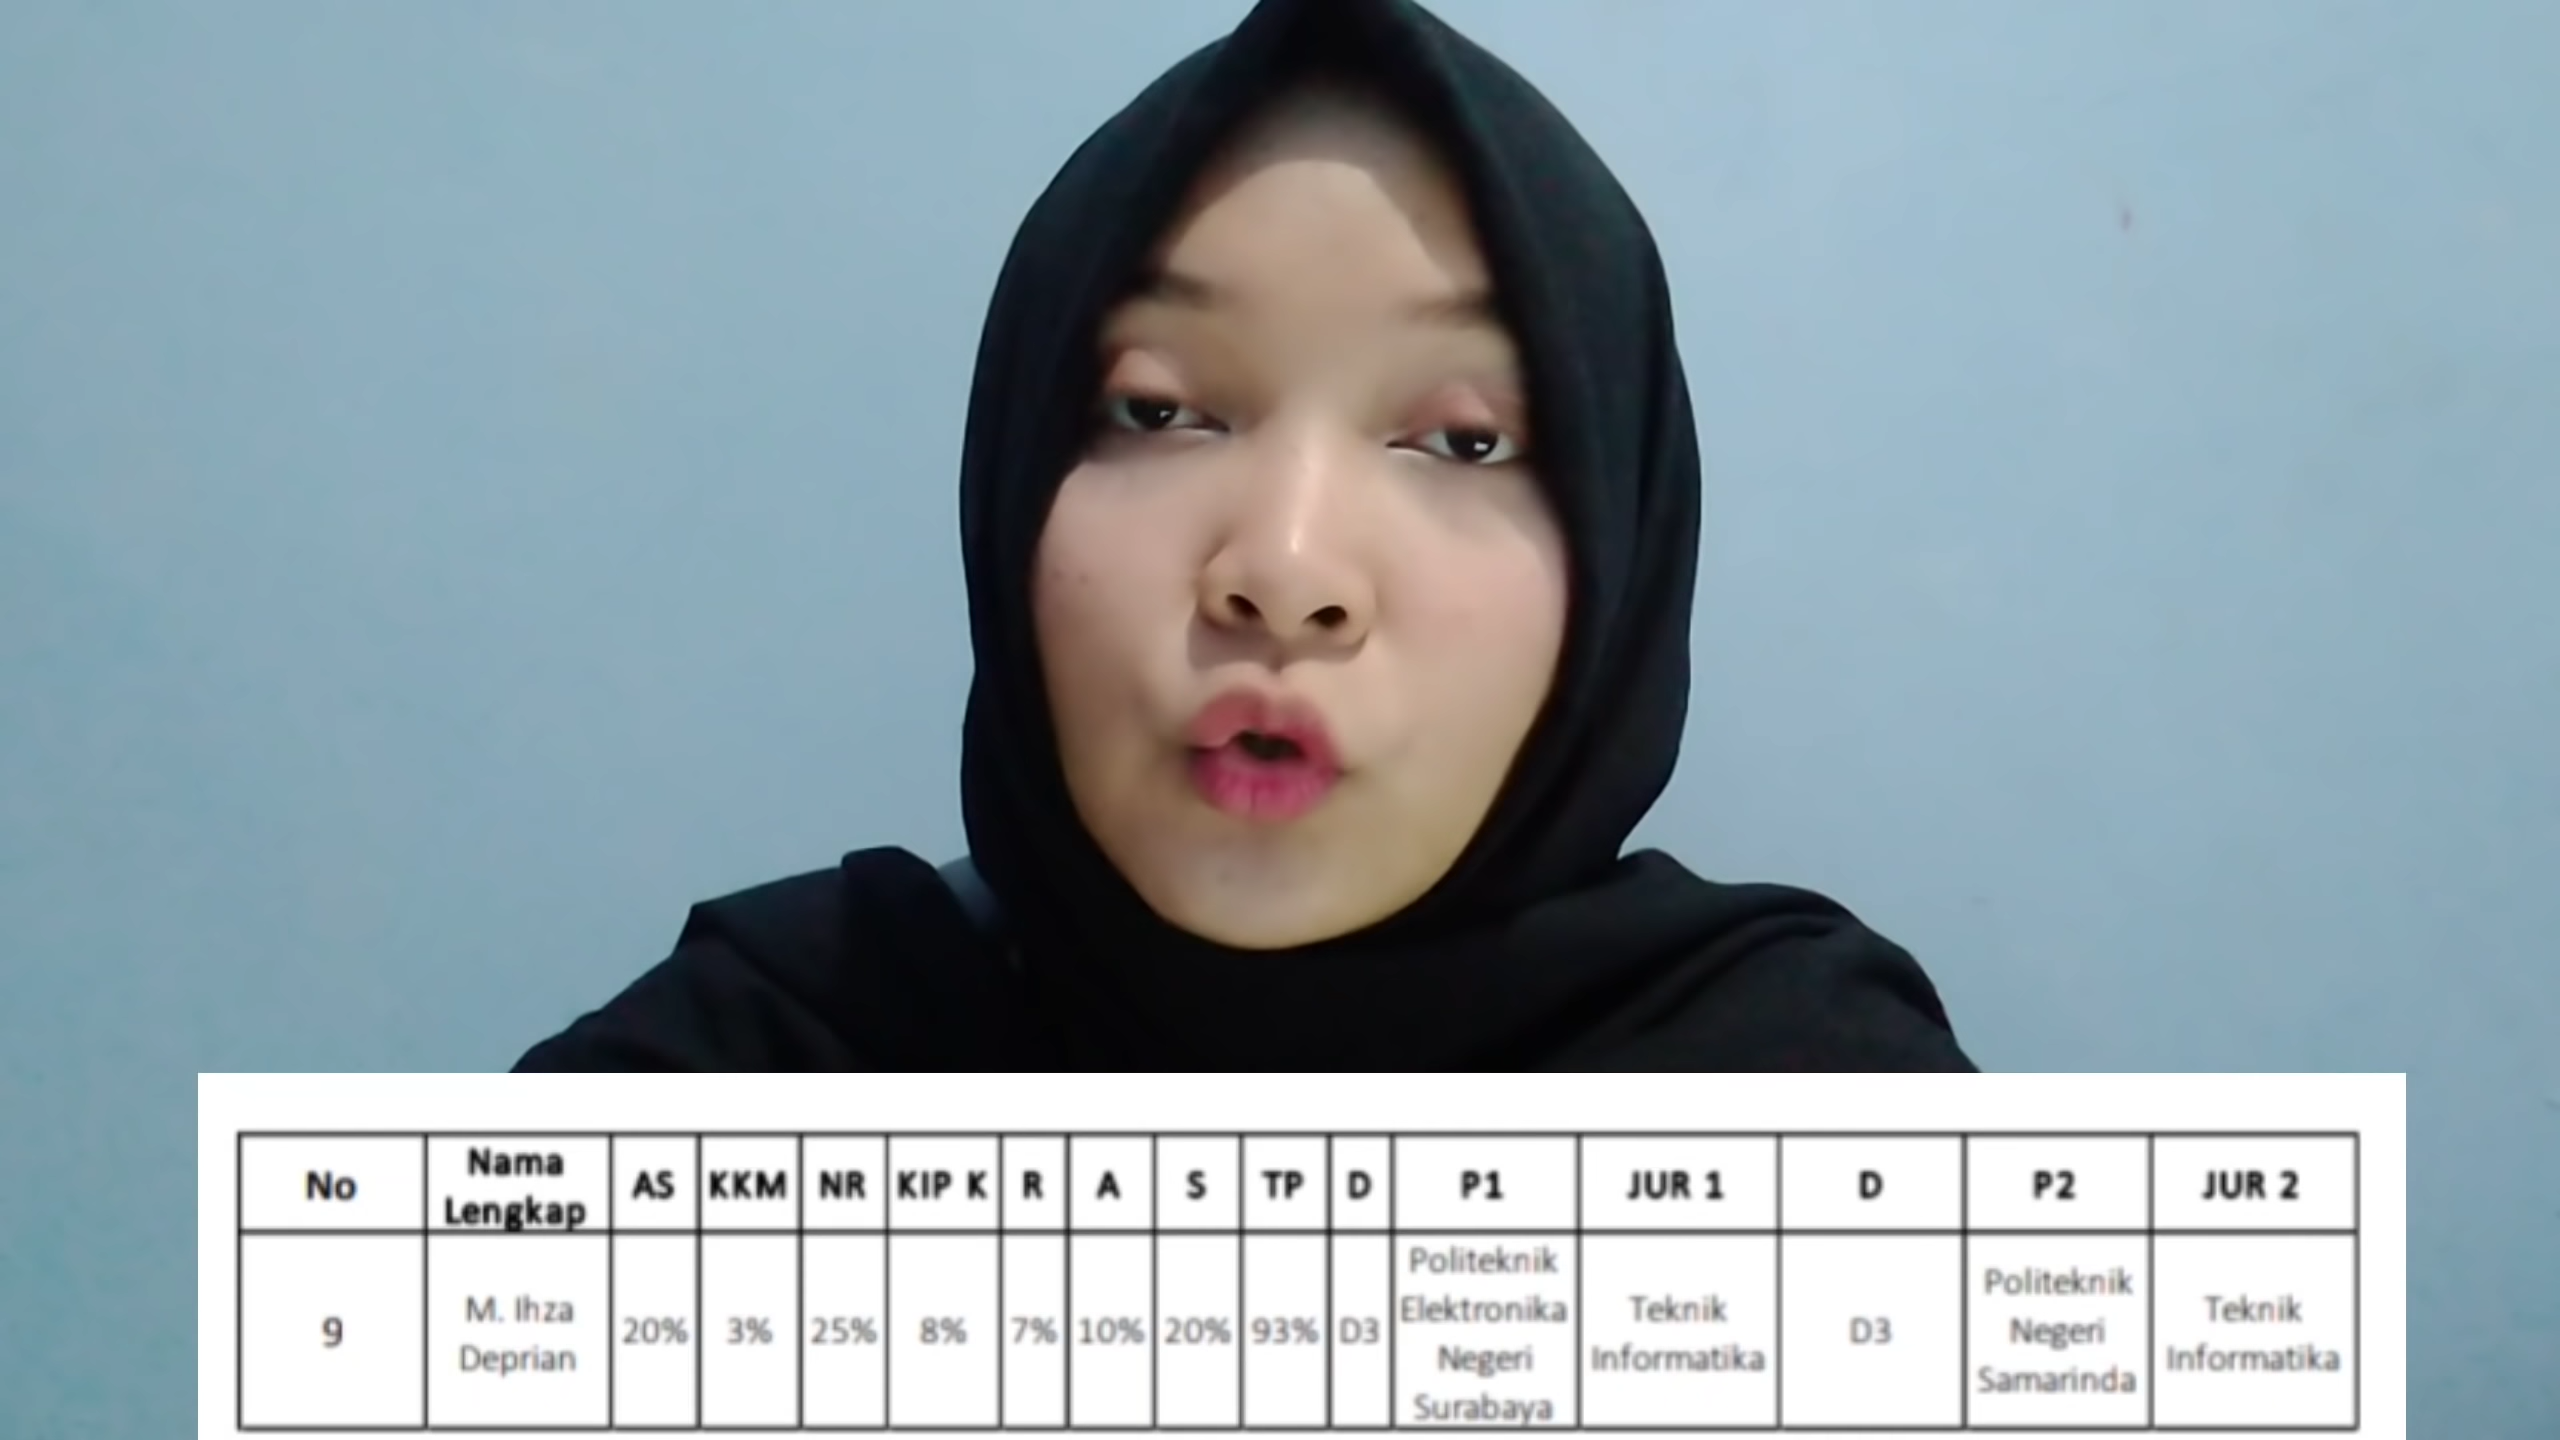 No Nama Lengkap AS KKM NR KIP K R A S TP D P1 JUR 1 D P2 JUR 2
9 M. Ihza Deprian 20% 3% 25% 8% 7% 10% 20% 93% D3 Politeknik Elektronika Negeri Surabaya Teknik Informatika D3 Politeknik Negeri Samarinda Teknik Informatika